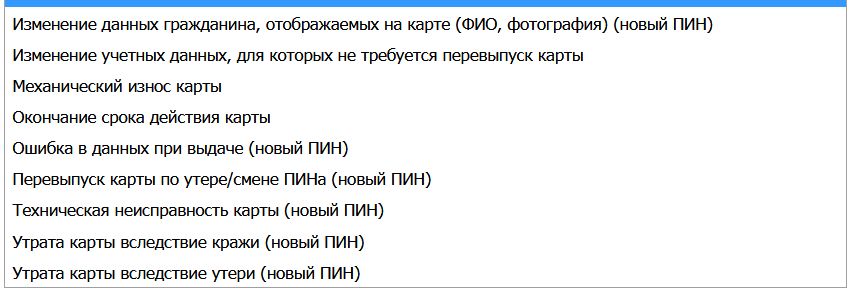 Изменение данных гражданина, отображаемых на карте (ФИО, фотография) (новый ПИН)
Изменение учетных данных, для которых не требуется перевыпуск карты
Механический износ карты
Окончание срока действия карты
Ошибка в данных при выдаче (новый ПИН)
Перевыпуск карты по утере/смене ПИНа (новый ПИН)
Техническая неисправность карты (новый ПИН)
Утрата карты вследствие кражи (новый ПИН)
Утрата карты вследствие утери (новый ПИН)